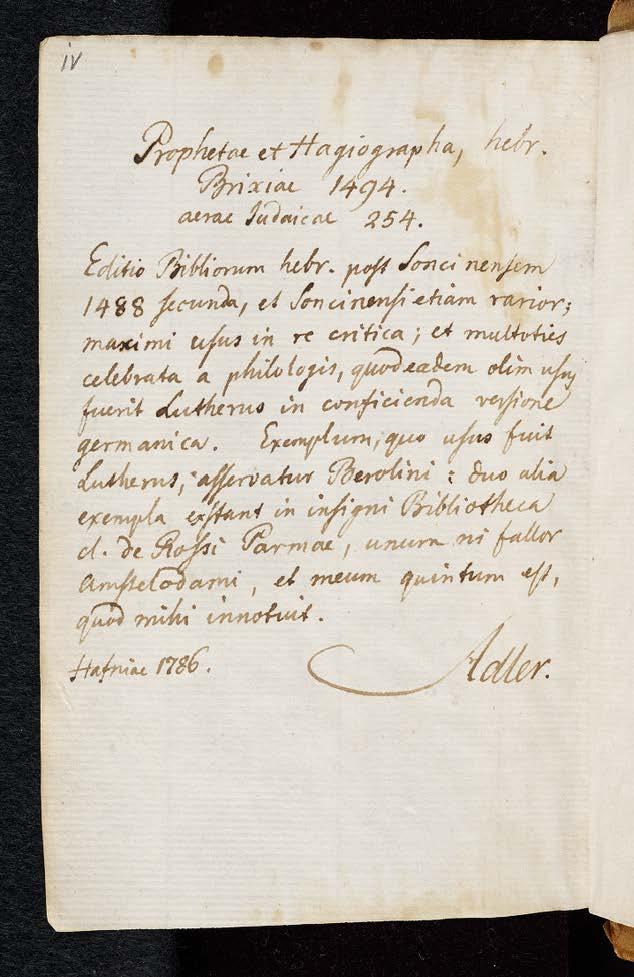 iv
Prophetae et Hagiographa, hebr.
Brixiae 1494.
aerae Iudaicae 254.
Editio Bibliorum hebr. post Soncinensem
1488 secunda, et Soncinensi etiam rarior;
maximi usus in re critica; et multoties
celebrata a philologis, quod eadem olim usus
fuerit Lutherus in conficienda versione
germanica. Exemplum, quo usus fuit
Lutherus, asservatur Berolini: duo alia
exempla exstant in insigni Bibliotheca
cl. de Rossi Parmae, unum ni fallor
Amstelodami, et meum quintum est,
quod mihi innotuit.
Hafniae 1786. Adler.